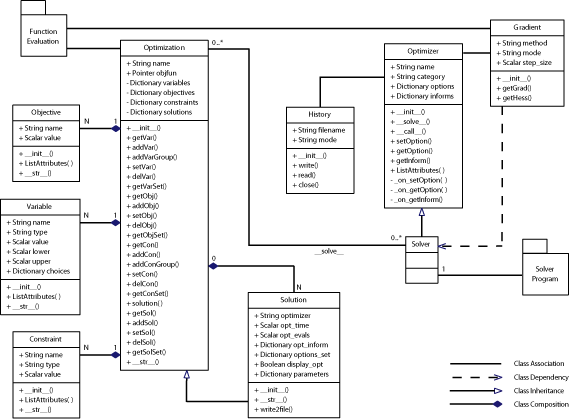 Function
Evaluation
Optimization
+ String name
+ Pointer objfun
- Dictionary variables
- Dictionary objectives
- Dictionary constraints
- Dictionary solutions
+ __init__()
+ getVar()
+ addVar()
+ addVarGroup()
+ setVar()
+ delVar()
+ getVarSet()
+ getObj()
+ addObj()
+ setObj()
+ delObj()
+ getObjSet()
+ getCon()
+ addCon()
+ addConGroup()
+ setCon()
+ delCon()
+ getConSet()
+ solution()
+ getSol()
+ addSol()
+ setSol()
+ delSol()
+ getSolSet()
+ __str__()
Objective
+ String name
+ Scalar value
+ __init__()
+ ListAttributes()
+ __str__()
N
1
Variable
+ String name
+ String type
+ Scalar value
+ Scalar lower
+ Scalar upper
+ Dictionary choices
+ __init__()
+ ListAttributes()
+ __str__()
N
1
Constraint
+ String name
+ String type
+ Scalar value
+ __init__()
+ ListAttributes()
+ __str__()
N
1
0..*
History
+ String filename
+ String mode
+ __init__()
+ write()
+ read()
+ close()
Optimizer
+ String name
+ String category
+ Dictionary options
+ Dictionary informs
+ __init__()
+ __solve__()
+ __call__()
+ setOption()
+ getOption()
+ getInform()
+ ListAttributes()
- _on_setOption()
- _on_getOption()
- _on_getInform()
Gradient
+ String method
+ String mode
+ Scalar step_size
+ __init__()
+ getGrad()
+ getHess()
__solve__
0..*
Solver
1
Solver
Program
0
N
Solution
+ String optimizer
+ Scalar opt_time
+ Scalar opt_evals
+ Dictionary opt_inform
+ Dictionary options_set
+ Boolean display_opt
+ Dictionary parameters
+ __init__()
+ __str__()
+ write2file()
Class Association
Class Dependency
Class Inheritance
Class Composition